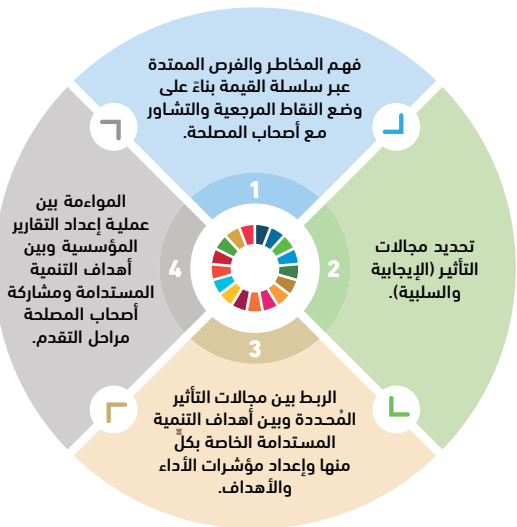 فهم المخاطر والفرص الممتدة
عبر سلسلة القيمة بناءً على
وضع النقاط المرجعية والتشاور
مع أصحاب المصلحة.
1
تحديد مجالات
التأثير (الإيجابية
والسلبية).
2
الربط بين مجالات التأثير
المُحددة وبين أهداف التنمية
المستدامة الخاصة بكلٍّ
منها وإعداد مؤشرات الأداء
والأهداف.
3
المواءمة بين
عملية إعداد التقارير
المؤسسية وبين
أهداف التنمية
المستدامة ومشاركة
أصحاب المصلحة
مراحل التقدم.
4